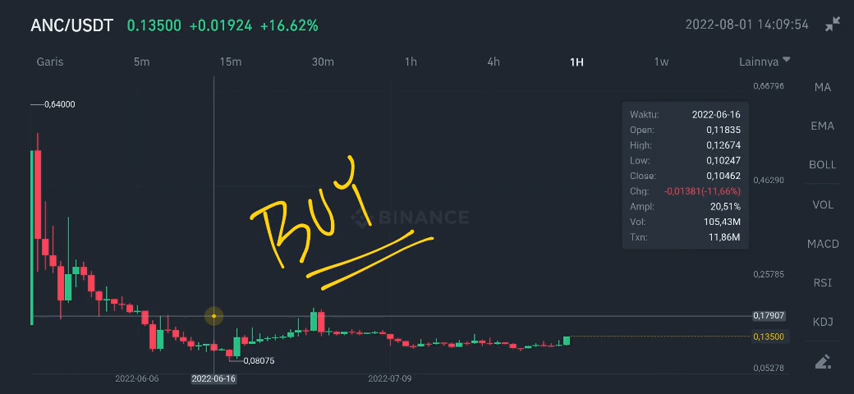 ANC/USDT 0.13500 +0.01924 +16.62% 2022-08-01 14:09:54
Garis 5m 15m 30m 1h 4h 1H 1w Lainnya
0,66796
MA
0,64000
Waktu: 2022-06-16
Open: 0,11835
EMA
High: 0,12674
Low: 0,10247
Close: 0,10462
BOLL
0,46290
Chg: -0,01381(-11,66%)
Ampl: 20,51%
VOL
Vol: 105,43M
Txn: 11,86M
Buy
BINANCE
MACD
0,25785
RSI
0,17907
KDJ
0,13500
0,08075
0,05278
2022-06-06 2022-06-16 2022-07-09